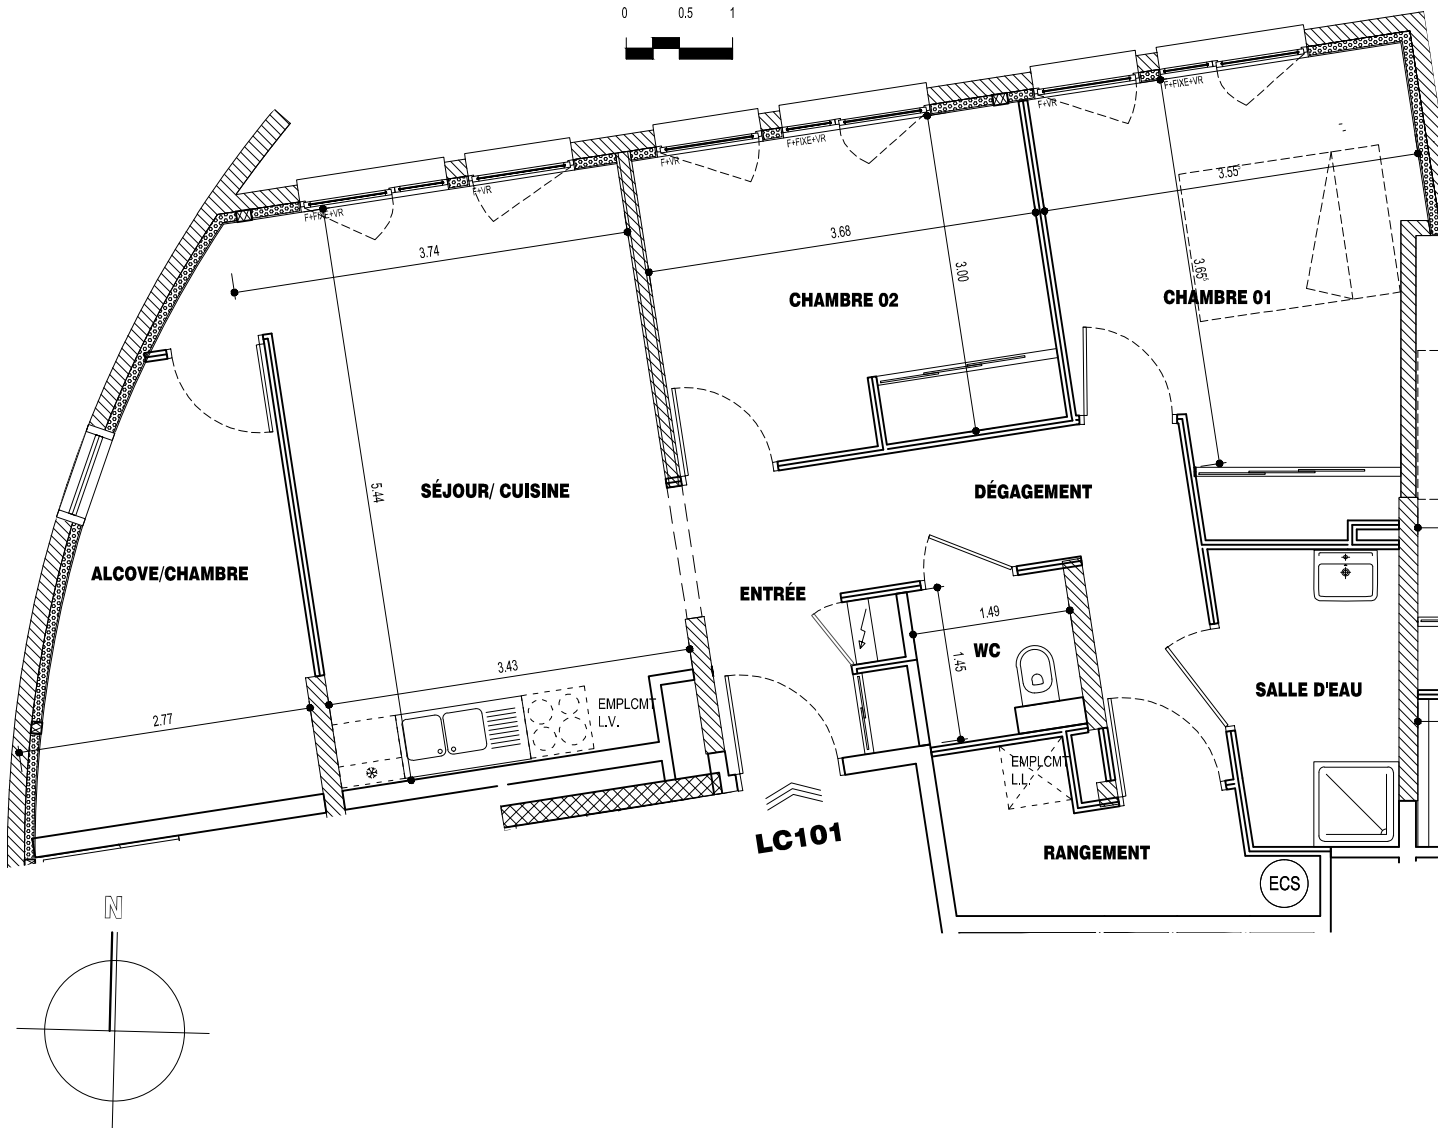 0 0.5 1
F+FIXE+VR
F+VR
F+VR
F+FIXE+VR
F+VR
F+FIXE+VR
3.55⁵
3.74
3.68
3.00
3.65⁵
CHAMBRE 02
CHAMBRE 01
5.44
SÉJOUR/ CUISINE
DÉGAGEMENT
ALCOVE/CHAMBRE
ENTRÉE
1.49
WC
1.45
3.43
SALLE D'EAU
2.77
EMPLCMT
L.V.
EMPLCMT
L.L.
LC101
RANGEMENT
ECS
N